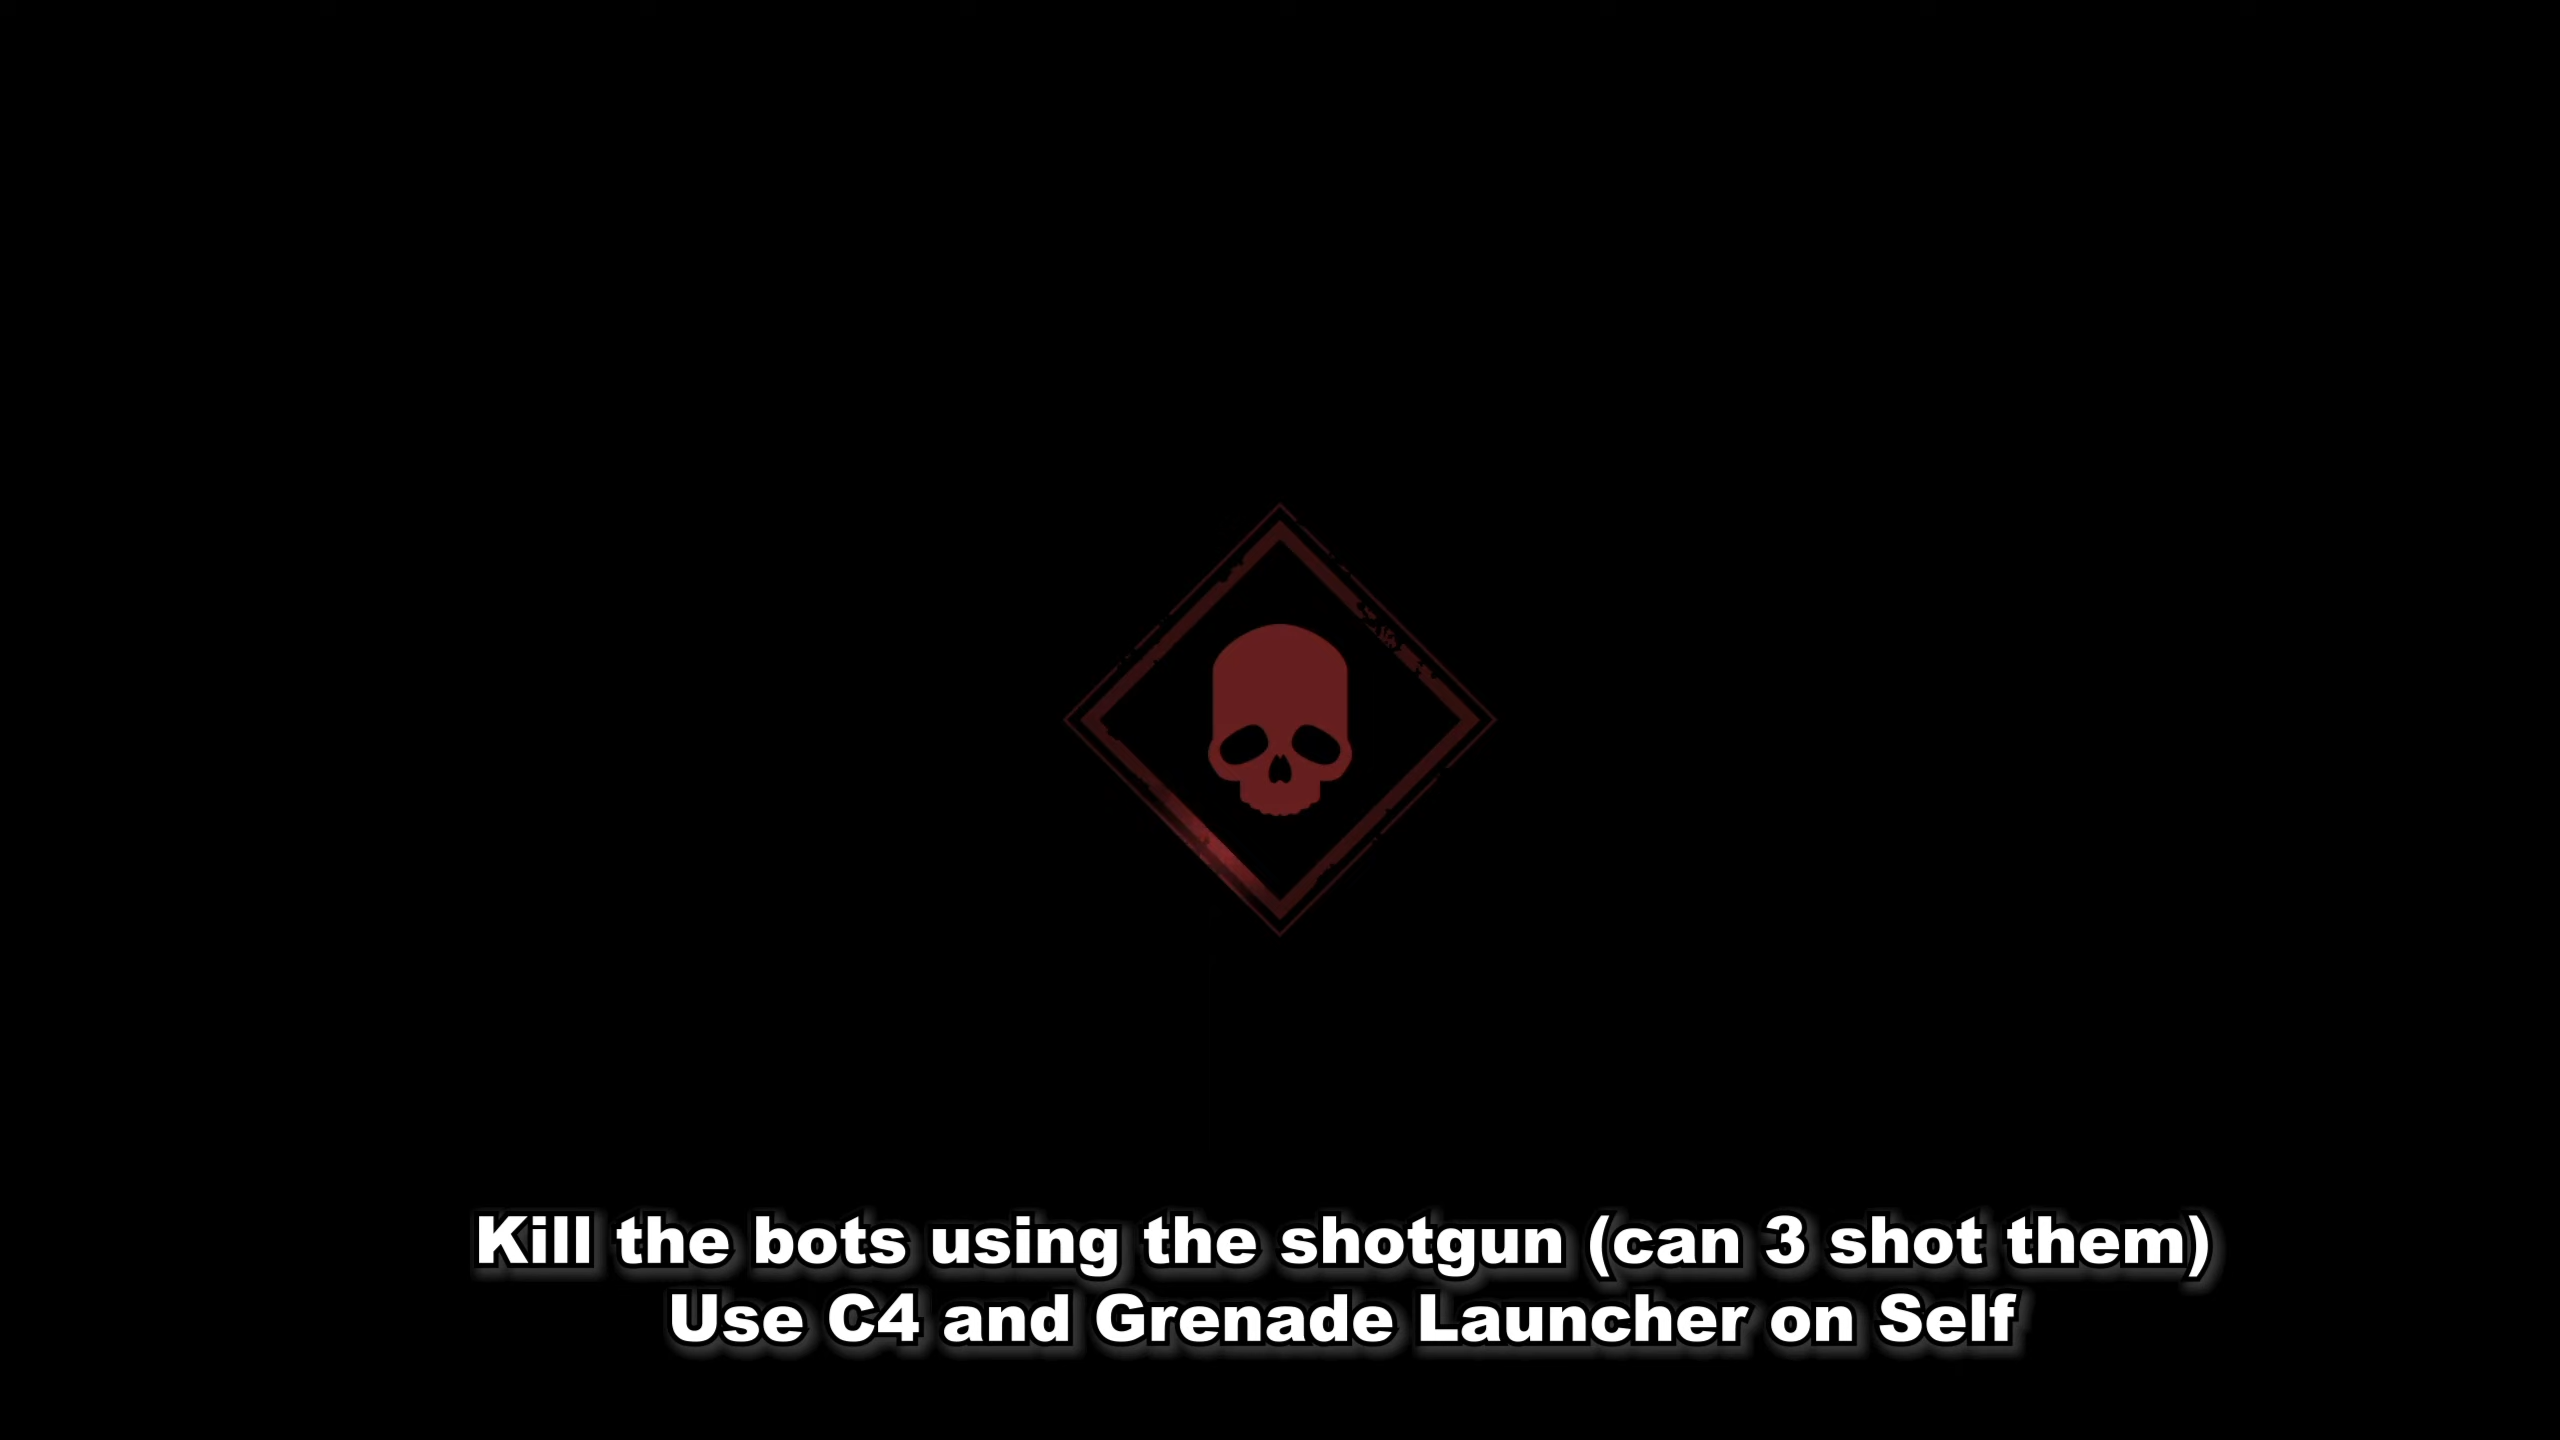 Kill the bots using the shotgun (can 3 shot them)
Use C4 and Grenade Launcher on Self